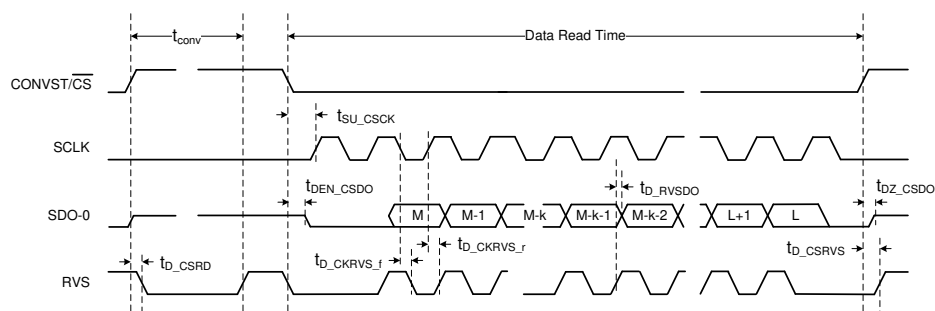 t_conv
Data Read Time
CONVST/C̅S̅
t_SU_CSCK
SCLK
t_DEN_CSDO
t_D_RVSDO
t_DZ_CSDO
SDO-0
M
M-1
M-k
M-k-1
M-k-2
L+1
L
t_D_CKRVS_r
t_D_CSRVS
t_D_CSRD
t_D_CKRVS_f
RVS